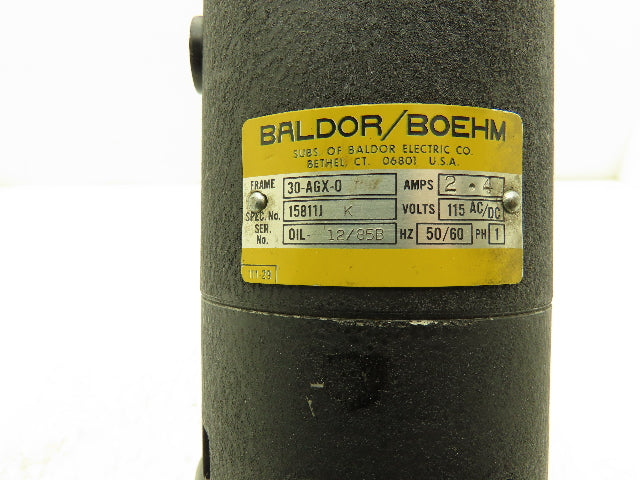 BALDOR/BOEHM
SUBS. OF BALDOR ELECTRIC CO.
BETHEL, CT. 06801 U.S.A.
FRAME 30-AGX-0 AMPS 2.4
SPEC. No. 15811J K VOLTS 115 AC/DC
SER. No. OIL- 12/85B HZ 50/60 PH 1